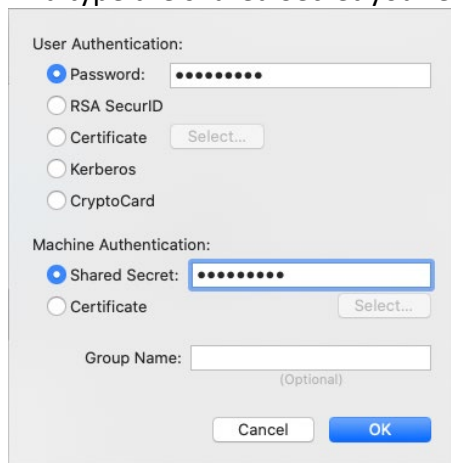 User Authentication:
Password: •••••••••
RSA SecurID
Certificate Select...
Kerberos
CryptoCard
Machine Authentication:
Shared Secret: •••••••••
Certificate Select...
Group Name:
(Optional)
Cancel OK